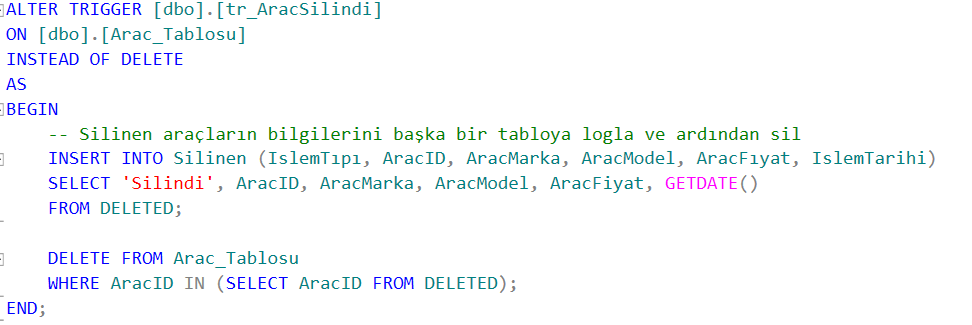 ALTER TRIGGER [dbo].[tr_AracSilindi]
ON [dbo].[Arac_Tablosu]
INSTEAD OF DELETE
AS
BEGIN
-- Silinen araçların bilgilerini başka bir tabloya logla ve ardından sil
INSERT INTO Silinen (IslemTıpı, AracID, AracMarka, AracModel, AracFıyat, IslemTarihi)
SELECT 'Silindi', AracID, AracMarka, AracModel, AracFiyat, GETDATE()
FROM DELETED;
DELETE FROM Arac_Tablosu
WHERE AracID IN (SELECT AracID FROM DELETED);
END;